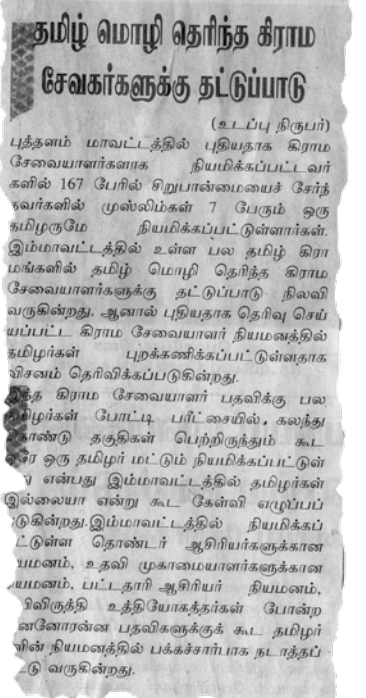 தமிழ் மொழி தெரிந்த கிராம
சேவகர்களுக்கு தட்டுப்பாடு
(உடப்பு நிருபர்)
புத்தளம் மாவட்டத்தில் புதியதாக கிராம
சேவையாளர்களாக நியமிக்கப்பட்டவர்
களில் 167 பேரில் சிறுபான்மையைச் சேர்ந்
தவர்களில் முஸ்லிம்கள் 7 பேரும் ஒரு
தமிழருமே நியமிக்கப்பட்டுள்ளார்கள்.
இம்மாவட்டத்தில் உள்ள பல தமிழ் கிரா
மங்களில் தமிழ் மொழி தெரிந்த கிராம
சேவையாளர்களுக்கு தட்டுப்பாடு நிலவி
வருகின்றது. ஆனால் புதியதாக தெரிவு செய்
யப்பட்ட கிராம சேவையாளர் நியமனத்தில்
தமிழர்கள் புறக்கணிக்கப்பட்டுள்ளதாக
விசனம் தெரிவிக்கப்படுகின்றது.
இந்த கிராம சேவையாளர் பதவிக்கு பல
தமிழர்கள் போட்டி பரீட்சையில், கலந்து
கொண்டு தகுதிகள் பெற்றிருந்தும் கூட
ஒரு தமிழர் மட்டும் நியமிக்கப்பட்டுள்
என்பது இம்மாவட்டத்தில் தமிழர்கள்
இல்லையா என்று கூட கேள்வி எழுப்பப்
டுகின்றது.இம்மாவட்டத்தில் நியமிக்கப்
ட்டுள்ள தொண்டர் ஆசிரியர்களுக்கான
யமனம், உதவி முகாமையாளர்களுக்கான
யமனம், பட்டதாரி ஆசிரியர் நியமனம்,
பிவிருத்தி உத்தியோகத்தர்கள் போன்ற
னனோரன்ன பதவிகளுக்குக் கூட தமிழர்
ளின் நியமனத்தில் பக்கச்சார்பாக நடாத்தப்
ட்டு வருகின்றது.